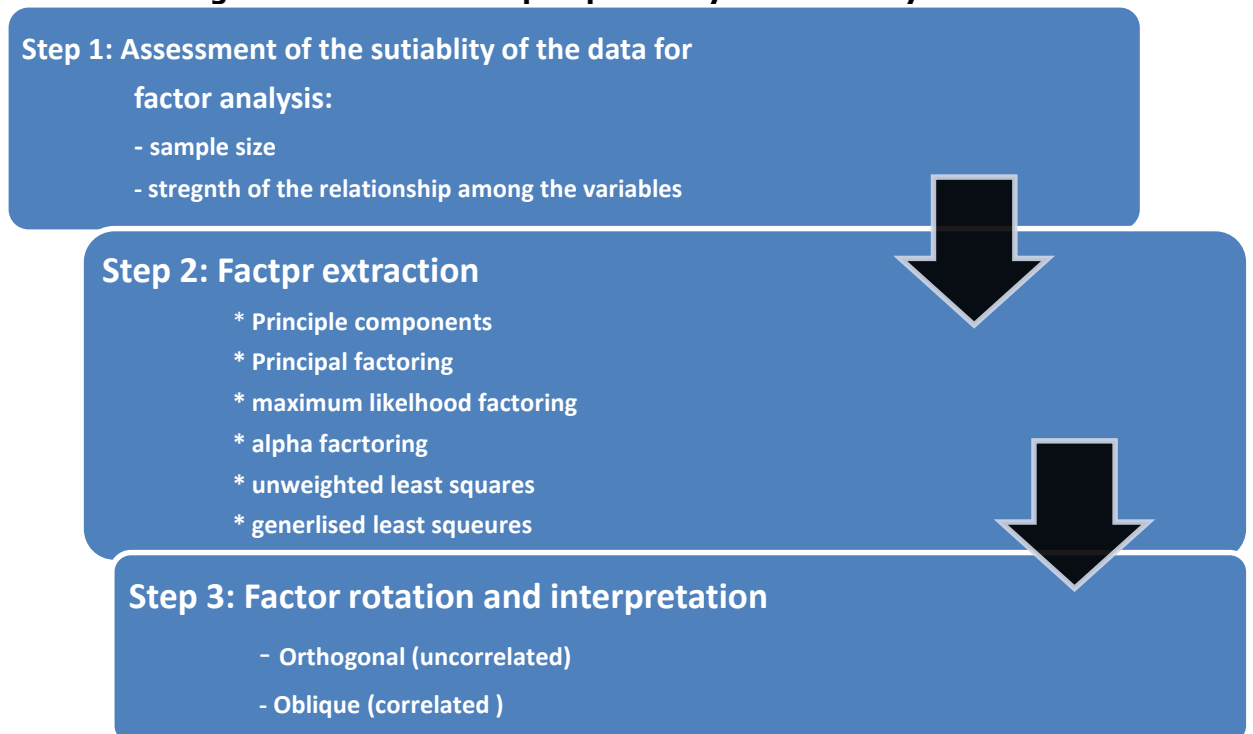 Step 1: Assessment of the sutiablity of the data for
factor analysis:
- sample size
- stregnth of the relationship among the variables
Step 2: Factpr extraction
* Principle components
* Principal factoring
* maximum likelhood factoring
* alpha facrtoring
* unweighted least squares
* generlised least squeures
Step 3: Factor rotation and interpretation
- Orthogonal (uncorrelated)
- Oblique (correlated )